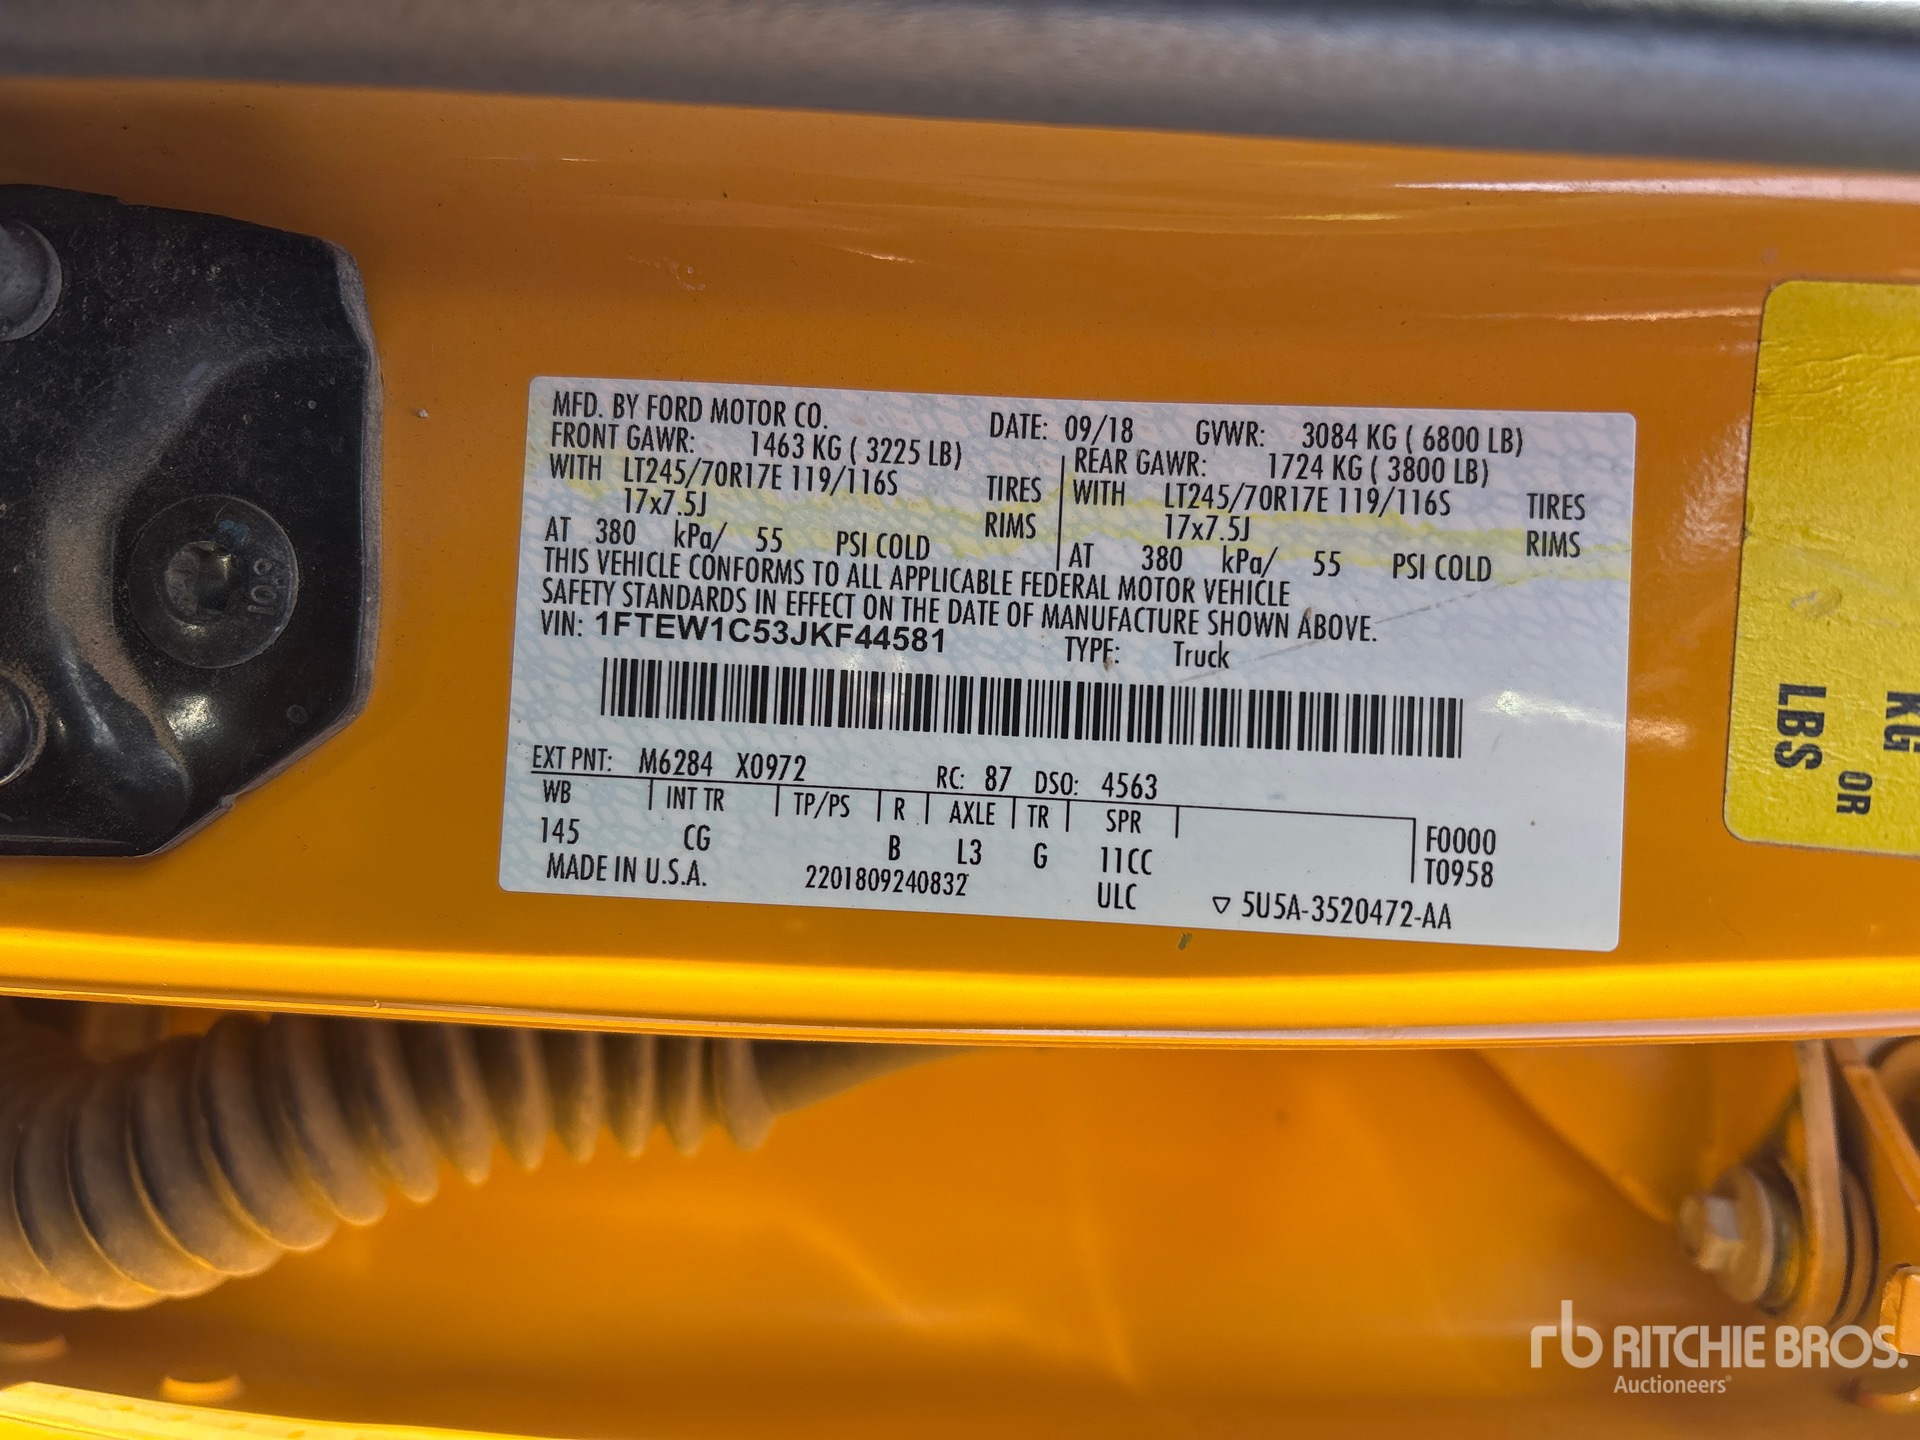 MFD. BY FORD MOTOR CO. DATE: 09/18 GVWR: 3084 KG ( 6800 LB)
FRONT GAWR: 1463 KG ( 3225 LB) REAR GAWR: 1724 KG ( 3800 LB)
WITH LT245/70R17E 119/116S TIRES WITH LT245/70R17E 119/116S TIRES
17x7.5J RIMS 17x7.5J RIMS
AT 380 kPa/ 55 PSI COLD AT 380 kPa/ 55 PSI COLD
THIS VEHICLE CONFORMS TO ALL APPLICABLE FEDERAL MOTOR VEHICLE
SAFETY STANDARDS IN EFFECT ON THE DATE OF MANUFACTURE SHOWN ABOVE.
VIN: 1FTEW1C53JKF44581 TYPE: Truck
EXT PNT: M6284 X0972 RC: 87 DSO: 4563
WB INT TR TP/PS R AXLE TR SPR F0000
145 CG B L3 G 11CC T0958
MADE IN U.S.A. 2201809240832 ULC ▽ 5U5A-3520472-AA
KG
OR
LBS
10.9
rb RITCHIE BROS.
Auctioneers®